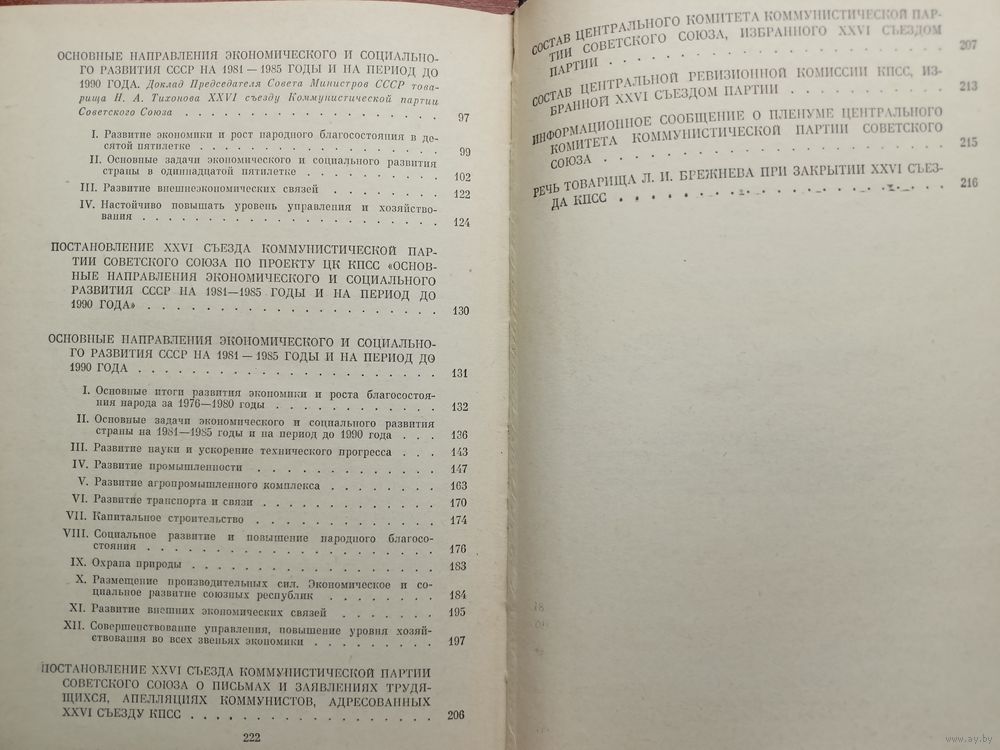 ОСНОВНЫЕ НАПРАВЛЕНИЯ ЭКОНОМИЧЕСКОГО И СОЦИАЛЬНО-
ГО РАЗВИТИЯ СССР НА 1981—1985 ГОДЫ И НА ПЕРИОД ДО
1990 ГОДА. Доклад Председателя Совета Министров СССР това-
рища Н. А. Тихонова XXVI съезду Коммунистической партии
Советского Союза . . . . . . . . . . . . . . . . . 97
I. Развитие экономики и рост народного благосостояния в де-
сятой пятилетке . . . . . . . . . . . . . . . . 99
II. Основные задачи экономического и социального развития
страны в одиннадцатой пятилетке . . . . . . . . . 102
III. Развитие внешнеэкономических связей . . . . . . . . 122
IV. Настойчиво повышать уровень управления и хозяйство-
вания . . . . . . . . . . . . . . . . . . . . 124
ПОСТАНОВЛЕНИЕ XXVI СЪЕЗДА КОММУНИСТИЧЕСКОЙ ПАР-
ТИИ СОВЕТСКОГО СОЮЗА ПО ПРОЕКТУ ЦК КПСС «ОСНОВ-
НЫЕ НАПРАВЛЕНИЯ ЭКОНОМИЧЕСКОГО И СОЦИАЛЬНОГО
РАЗВИТИЯ СССР НА 1981—1985 ГОДЫ И НА ПЕРИОД ДО
1990 ГОДА» . . . . . . . . . . . . . . . . . . . . 130
ОСНОВНЫЕ НАПРАВЛЕНИЯ ЭКОНОМИЧЕСКОГО И СОЦИАЛЬНО-
ГО РАЗВИТИЯ СССР НА 1981—1985 ГОДЫ И НА ПЕРИОД ДО
1990 ГОДА . . . . . . . . . . . . . . . . . . . . 131
I. Основные итоги развития экономики и роста благосостоя-
ния народа за 1976—1980 годы . . . . . . . . . . . 132
II. Основные задачи экономического и социального развития
страны на 1981—1985 годы и на период до 1990 года . . . 136
III. Развитие науки и ускорение технического прогресса . . . 143
IV. Развитие промышленности . . . . . . . . . . . . 147
V. Развитие агропромышленного комплекса . . . . . . . . 163
VI. Развитие транспорта и связи . . . . . . . . . . . . 170
VII. Капитальное строительство . . . . . . . . . . . . 174
VIII. Социальное развитие и повышение народного благосо-
стояния . . . . . . . . . . . . . . . . . . . 176
IX. Охрана природы . . . . . . . . . . . . . . . . 183
X. Размещение производительных сил. Экономическое и со-
циальное развитие союзных республик . . . . . . . . 184
XI. Развитие внешних экономических связей . . . . . . . . 195
XII. Совершенствование управления, повышение уровня хозяй-
ствования во всех звеньях экономики . . . . . . . . . 197
ПОСТАНОВЛЕНИЕ XXVI СЪЕЗДА КОММУНИСТИЧЕСКОЙ ПАРТИИ
СОВЕТСКОГО СОЮЗА О ПИСЬМАХ И ЗАЯВЛЕНИЯХ ТРУДЯ-
ЩИХСЯ, АПЕЛЛЯЦИЯХ КОММУНИСТОВ, АДРЕСОВАННЫХ
XXVI СЪЕЗДУ КПСС . . . . . . . . . . . . . . . . . 206
222
СОСТАВ ЦЕНТРАЛЬНОГО КОМИТЕТА КОММУНИСТИЧЕСКОЙ ПАР-
ТИИ СОВЕТСКОГО СОЮЗА, ИЗБРАННОГО XXVI СЪЕЗДОМ
ПАРТИИ . . . . . . . . . . . . . . . . . . . . 207
СОСТАВ ЦЕНТРАЛЬНОЙ РЕВИЗИОННОЙ КОМИССИИ КПСС, ИЗ-
БРАННОЙ XXVI СЪЕЗДОМ ПАРТИИ . . . . . . . . . . 213
ИНФОРМАЦИОННОЕ СООБЩЕНИЕ О ПЛЕНУМЕ ЦЕНТРАЛЬНОГО
КОМИТЕТА КОММУНИСТИЧЕСКОЙ ПАРТИИ СОВЕТСКОГО
СОЮЗА . . . . . . . . . . . . . . . . . . . . 215
РЕЧЬ ТОВАРИЩА Л. И. БРЕЖНЕВА ПРИ ЗАКРЫТИИ XXVI СЪЕЗ-
ДА КПСС . . . . . . . . . . . . . . . . . . . 216
www.ay.by